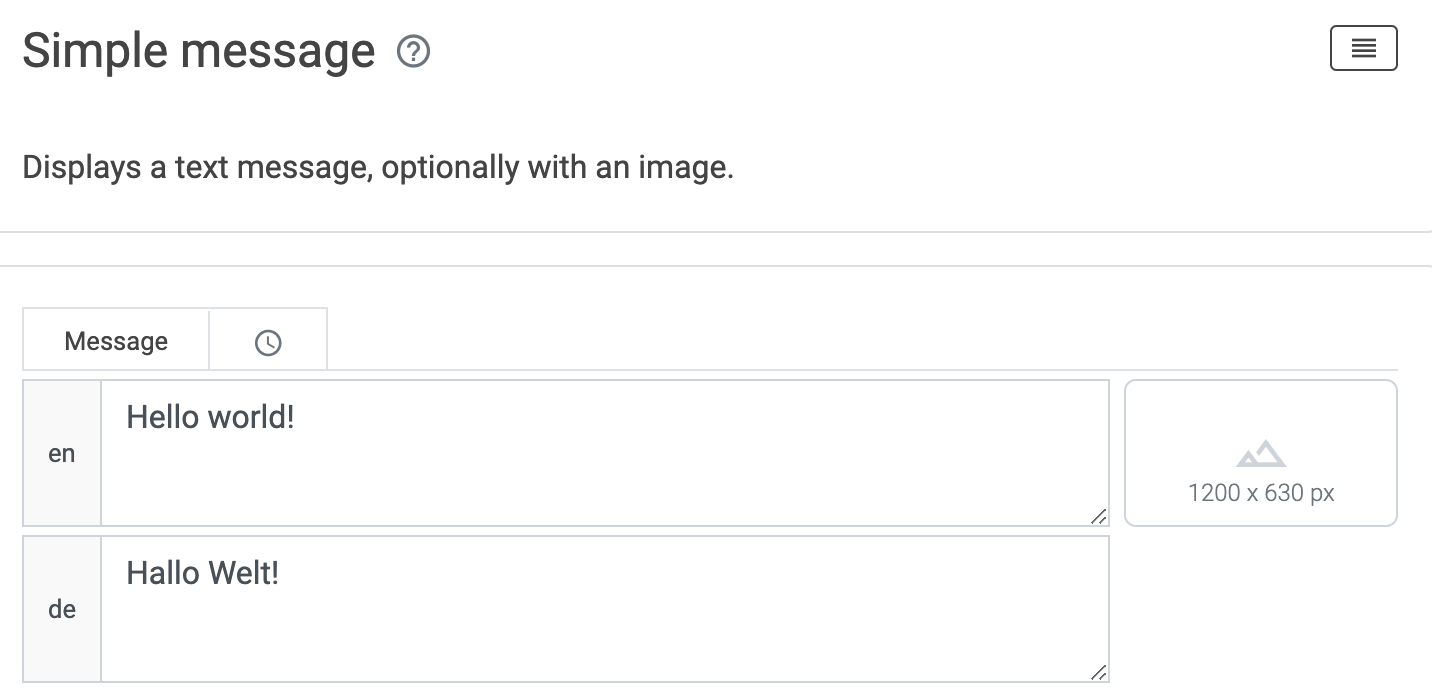 Simple message
Displays a text message, optionally with an image.
Message
en
Hello world!
1200 x 630 px
de
Hallo Welt!